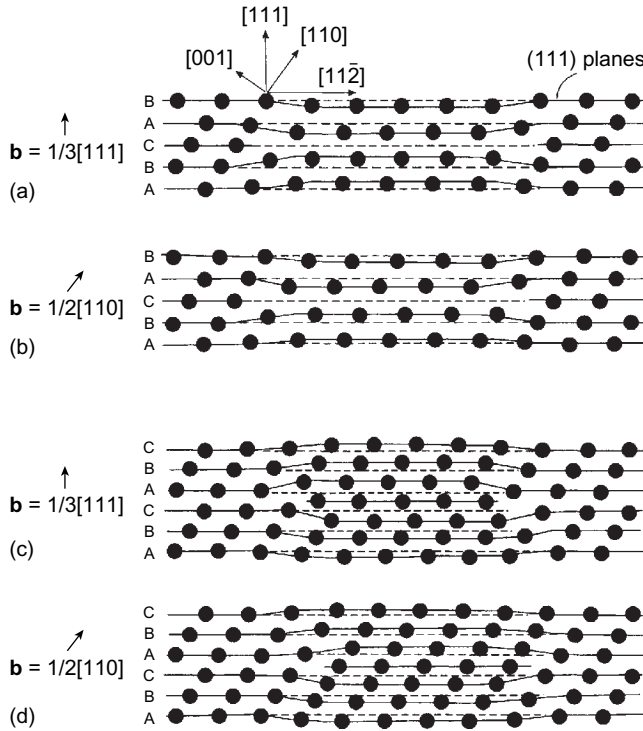 [111]
[110]
[001]
[112̄]
(111) planes
B
A
C
B
A
b = 1/3[111]
(a)
B
A
C
B
A
b = 1/2[110]
(b)
C
B
A
C
B
A
b = 1/3[111]
(c)
C
B
A
C
B
A
b = 1/2[110]
(d)